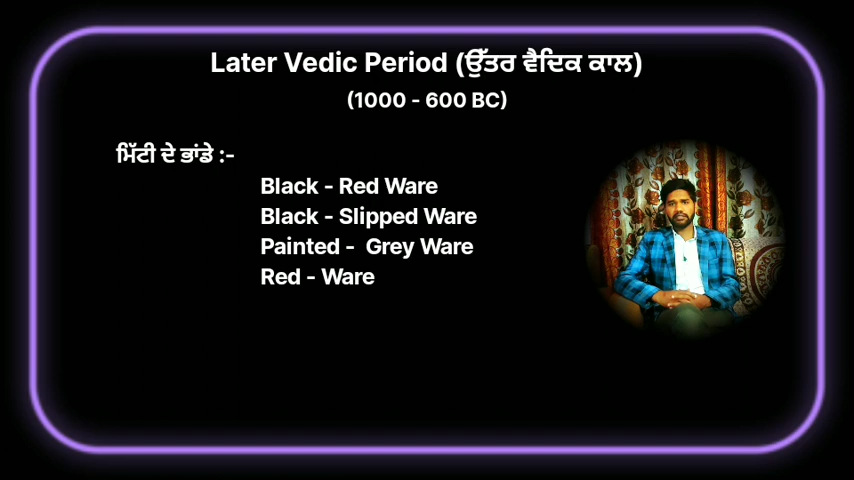 Later Vedic Period (ਉੱਤਰ ਵੈਦਿਕ ਕਾਲ)
(1000 - 600 BC)
ਮਿੱਟੀ ਦੇ ਭਾਂਡੇ :-
Black - Red Ware
Black - Slipped Ware
Painted - Grey Ware
Red - Ware